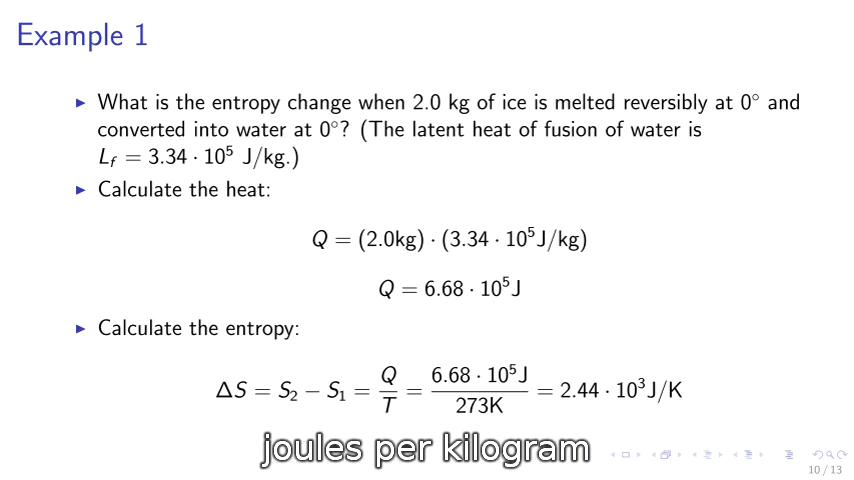 Example 1
▶ What is the entropy change when 2.0 kg of ice is melted reversibly at 0° and
converted into water at 0°? (The latent heat of fusion of water is
L_f = 3.34 · 10^5 J/kg.)
▶ Calculate the heat:
Q = (2.0kg) · (3.34 · 10^5 J/kg)
Q = 6.68 · 10^5 J
▶ Calculate the entropy:
ΔS = S_2 − S_1 = Q/T = 6.68 · 10^5 J/273K = 2.44 · 10^3 J/K
joules per kilogram
10 / 13